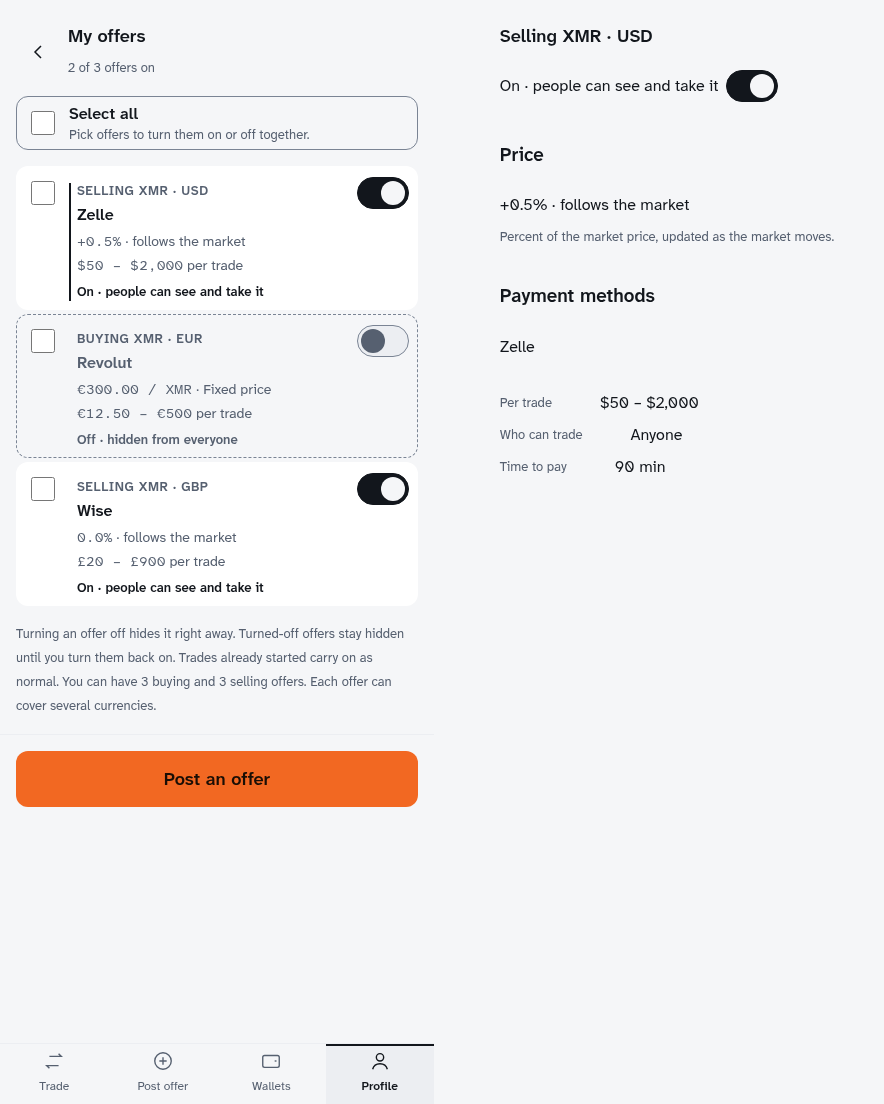 My offers
2 of 3 offers on
Select all
Pick offers to turn them on or off together.
SELLING XMR · USD
Zelle
+0.5% · follows the market
$50 – $2,000 per trade
On · people can see and take it
BUYING XMR · EUR
Revolut
€300.00 / XMR · Fixed price
€12.50 – €500 per trade
Off · hidden from everyone
SELLING XMR · GBP
Wise
0.0% · follows the market
£20 – £900 per trade
On · people can see and take it
Turning an offer off hides it right away. Turned-off offers stay hidden
until you turn them back on. Trades already started carry on as
normal. You can have 3 buying and 3 selling offers. Each offer can
cover several currencies.
Post an offer
Trade
Post offer
Wallets
Profile
Selling XMR · USD
On · people can see and take it
Price
+0.5% · follows the market
Percent of the market price, updated as the market moves.
Payment methods
Zelle
Per trade $50 – $2,000
Who can trade Anyone
Time to pay 90 min